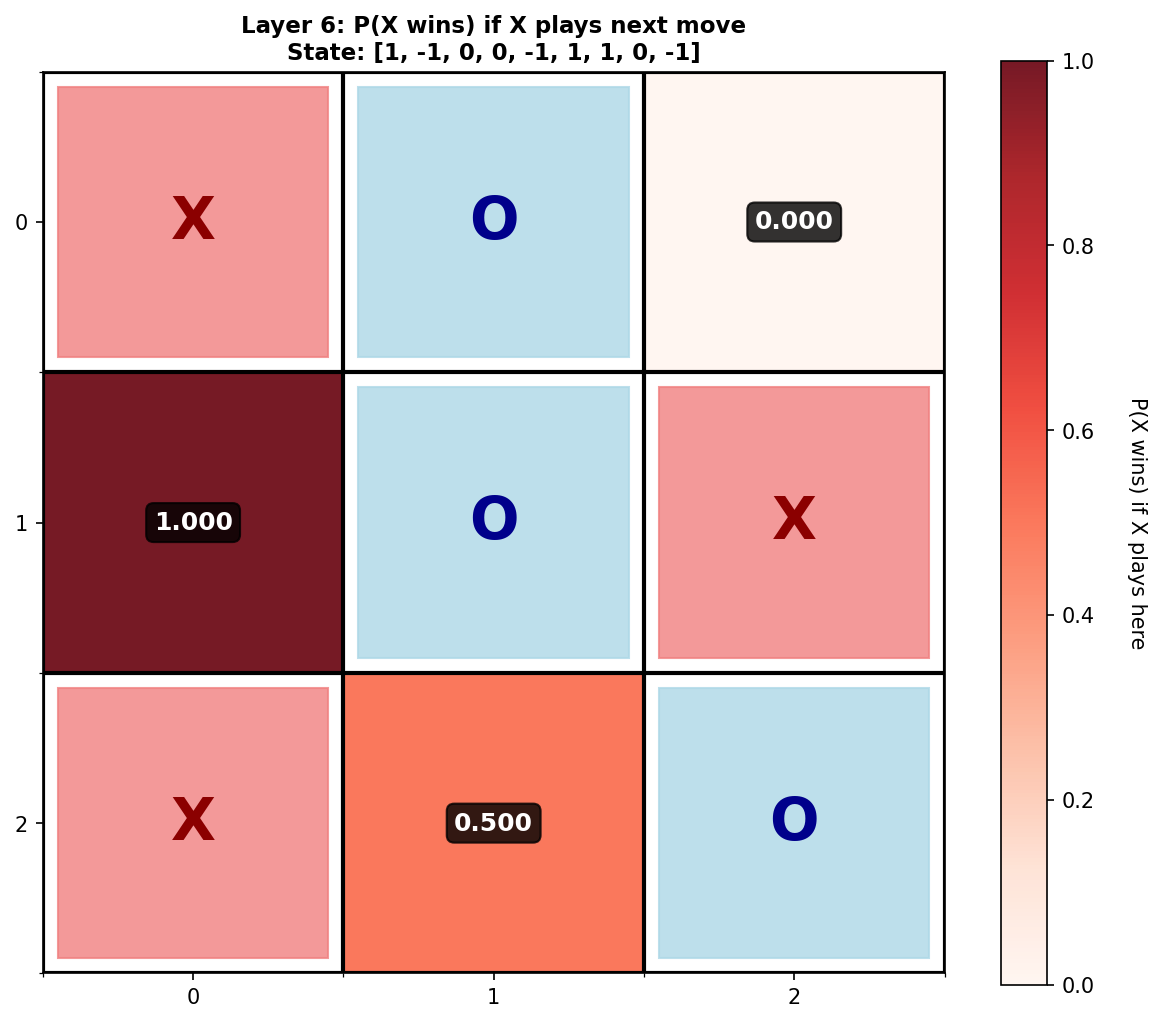 Layer 6: P(X wins) if X plays next move
State: [1, -1, 0, 0, -1, 1, 1, 0, -1]
0
X
O
0.000
1
1.000
O
X
2
X
0.500
O
0
1
2
1.0
0.8
0.6
0.4
0.2
0.0
P(X wins) if X plays here